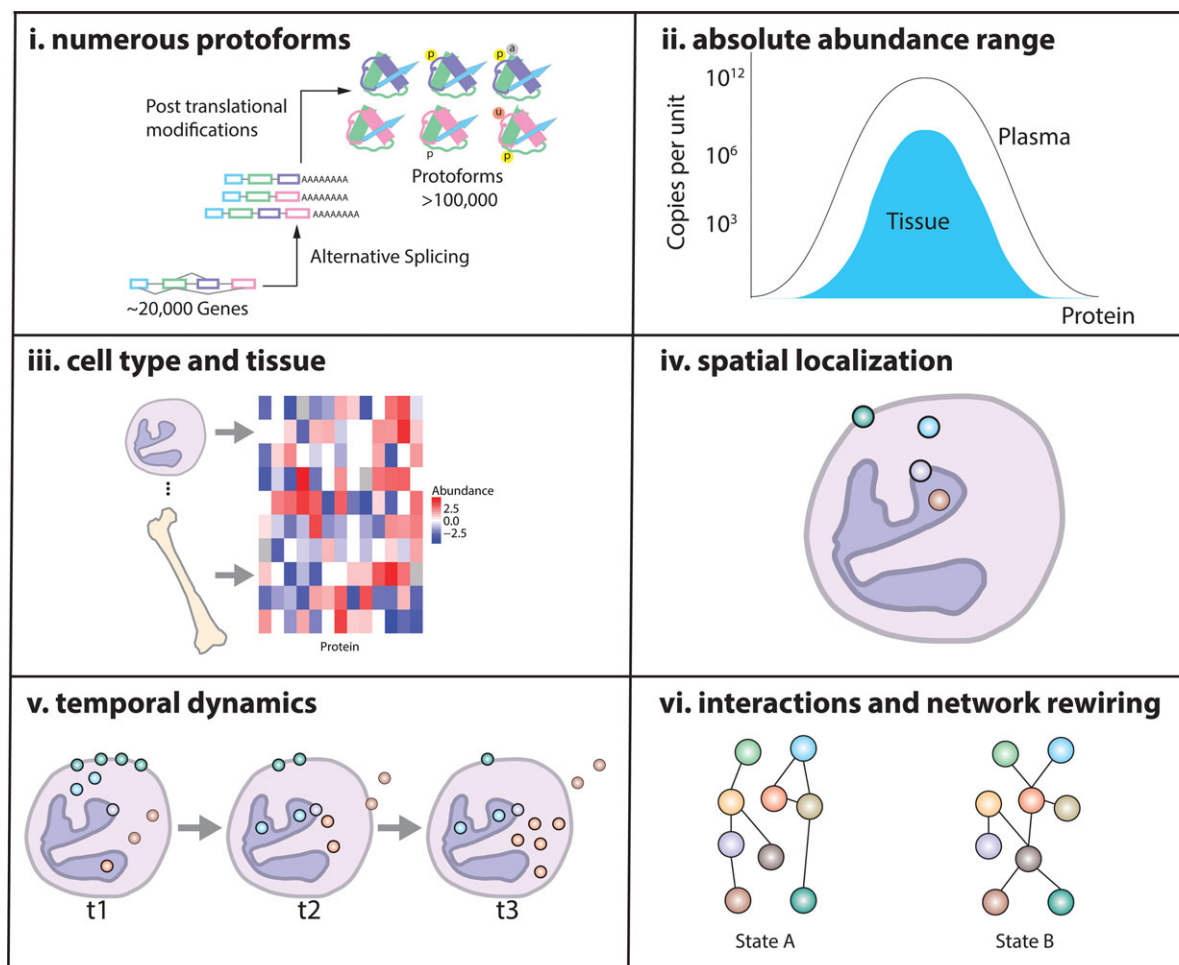 i. numerous protoforms
Post translational
modifications
p
p
a
u
p
p
Protoforms
>100,000
AAAAAAAA
AAAAAAAA
AAAAAAAA
Alternative Splicing
~20,000 Genes
ii. absolute abundance range
Copies per unit
10¹²
10⁶
10³
Plasma
Tissue
Protein
iii. cell type and tissue
Abundance
2.5
0.0
−2.5
Protein
iv. spatial localization
v. temporal dynamics
t1
t2
t3
vi. interactions and network rewiring
State A
State B